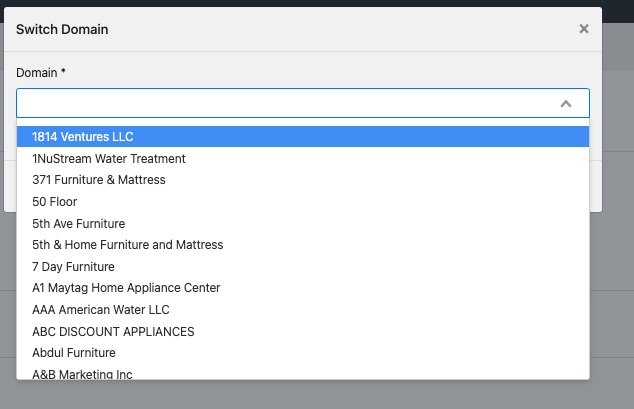 Switch Domain
Domain *
1814 Ventures LLC
1NuStream Water Treatment
371 Furniture & Mattress
50 Floor
5th Ave Furniture
5th & Home Furniture and Mattress
7 Day Furniture
A1 Maytag Home Appliance Center
AAA American Water LLC
ABC DISCOUNT APPLIANCES
Abdul Furniture
A&B Marketing Inc